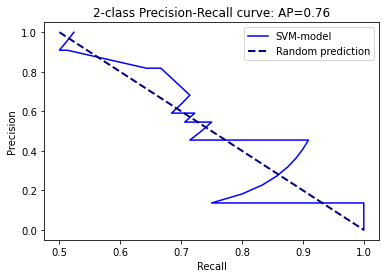 2-class Precision-Recall curve: AP=0.76
SVM-model
Random prediction
Precision
1.0
0.8
0.6
0.4
0.2
0.0
0.5 0.6 0.7 0.8 0.9 1.0
Recall